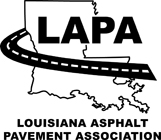 LAPA
LOUISIANA ASPHALT
PAVEMENT ASSOCIATION